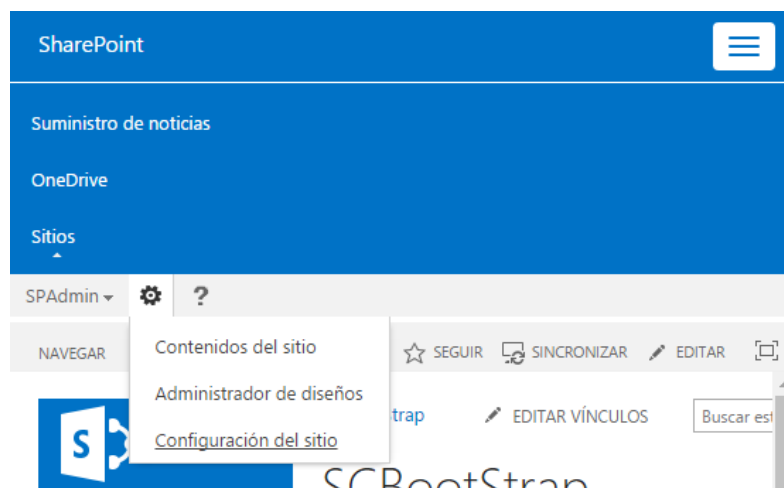 SharePoint
Suministro de noticias
OneDrive
Sitios
SPAdmin
?
NAVEGAR
SEGUIR
SINCRONIZAR
EDITAR
Contenidos del sitio
Administrador de diseños
Configuración del sitio
S
trap
EDITAR VÍNCULOS
Buscar est
SCBootStrap